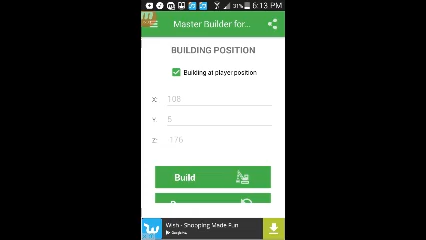 31% 6:13 PM
Master Builder for...
BUILDING POSITION
Building at player position
X: 108
Y: 5
Z: -176
Build
Wish - Shopping Made Fun